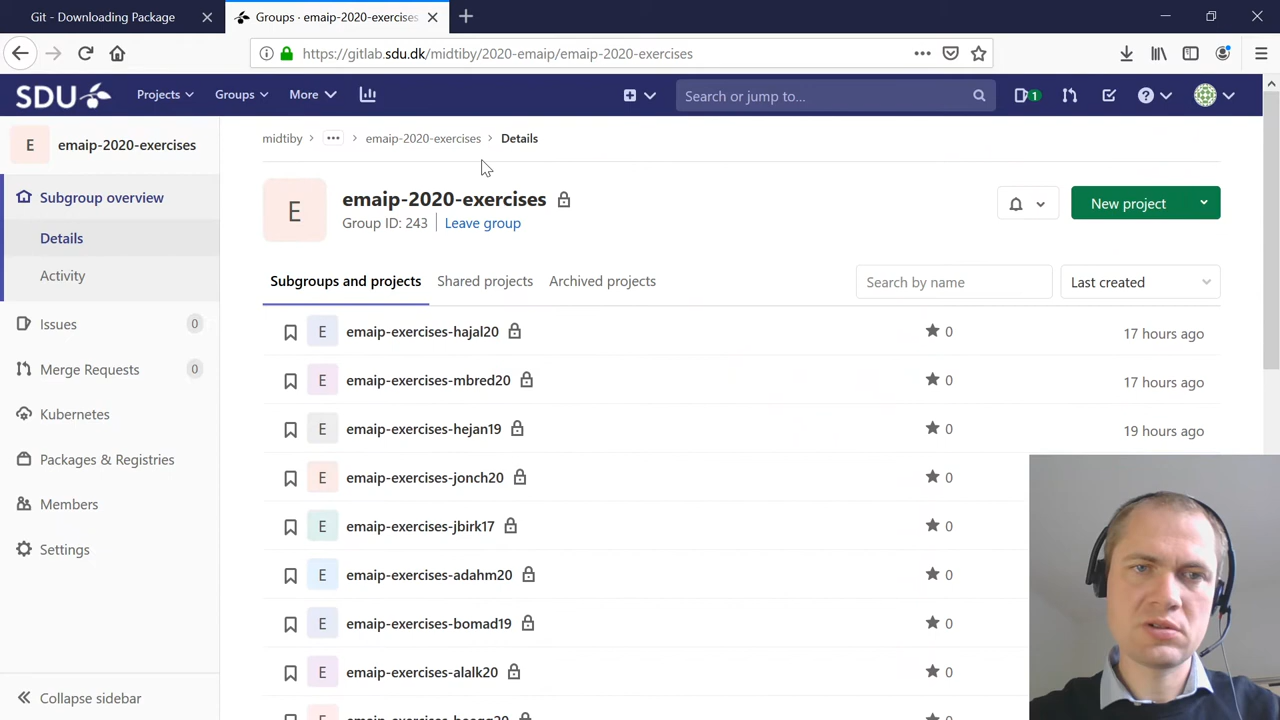 Git - Downloading Package
Groups · emaip-2020-exercises
https://gitlab.sdu.dk/midtiby/2020-emaip/emaip-2020-exercises
SDU
Projects
Groups
More
Search or jump to...
1
E
emaip-2020-exercises
Subgroup overview
Details
Activity
Issues
0
Merge Requests
0
Kubernetes
Packages & Registries
Members
Settings
Collapse sidebar
midtiby > ... > emaip-2020-exercises > Details
E
emaip-2020-exercises
Group ID: 243
Leave group
New project
Subgroups and projects
Shared projects
Archived projects
Search by name
Last created
E emaip-exercises-hajal20 0 17 hours ago
E emaip-exercises-mbred20 0 17 hours ago
E emaip-exercises-hejan19 0 19 hours ago
E emaip-exercises-jonch20 0
E emaip-exercises-jbirk17 0
E emaip-exercises-adahm20 0
E emaip-exercises-bomad19 0
E emaip-exercises-alalk20 0